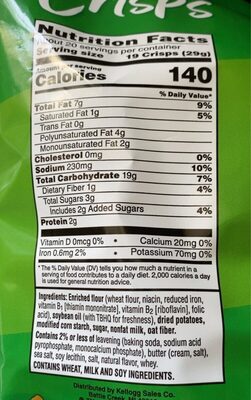 Crisps
Nutrition Facts
About 20 servings per container
Serving size 19 Crisps (29g)
Amount per serving
Calories 140
% Daily Value*
Total Fat 7g 9%
Saturated Fat 1g 5%
Trans Fat 0g
Polyunsaturated Fat 4g
Monounsaturated Fat 2g
Cholesterol 0mg 0%
Sodium 230mg 10%
Total Carbohydrate 19g 7%
Dietary Fiber 1g 4%
Total Sugars 3g
Includes 2g Added Sugars 4%
Protein 2g
Vitamin D 0mcg 0% • Calcium 20mg 0%
Iron 0.6mg 2% • Potassium 70mg 0%
* The % Daily Value (DV) tells you how much a nutrient in a
serving of food contributes to a daily diet. 2,000 calories a day
is used for general nutrition advice.
Ingredients: Enriched flour (wheat flour, niacin, reduced iron,
vitamin B1 [thiamin mononitrate], vitamin B2 [riboflavin], folic
acid), soybean oil (with TBHQ for freshness), dried potatoes,
modified corn starch, sugar, nonfat milk, oat fiber.
Contains 2% or less of leavening (baking soda, sodium acid
pyrophosphate, monocalcium phosphate), butter (cream, salt),
sea salt, soy lecithin, salt, natural flavor, whey.
CONTAINS WHEAT, MILK AND SOY INGREDIENTS.
Distributed by Kellogg Sales Co.